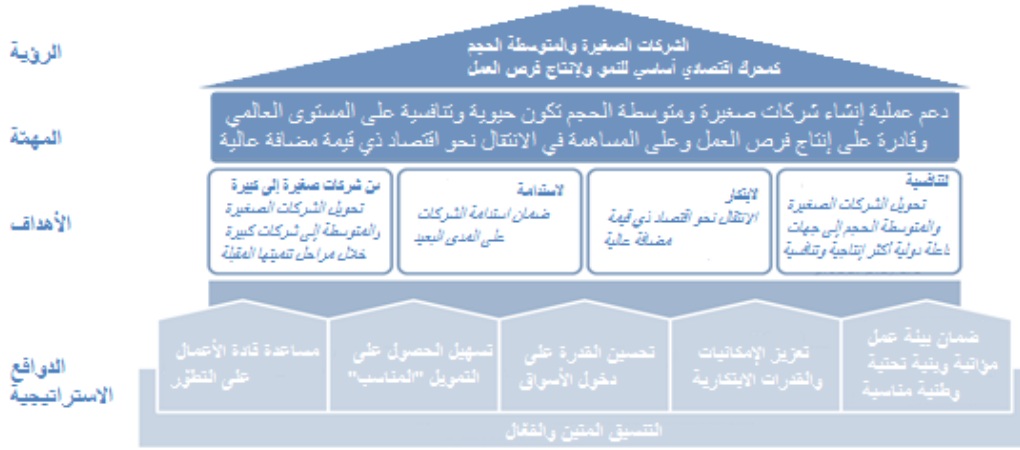 الرؤية
الشركات الصغيرة والمتوسطة الحجم
كمحرك اقتصادي أساسي للنمو ولإنتاج فرص العمل
المهمّة
دعم عملية إنشاء شركات صغيرة ومتوسطة الحجم تكون حيوية وتنافسية على المستوى العالمي
وقادرة على إنتاج فرص العمل وعلى المساهمة في الانتقال نحو اقتصاد ذي قيمة مضافة عالية
الأهداف
التنافسية
تحويل الشركات الصغيرة
والمتوسطة الحجم إلى جهات
فاعلة دولية أكثر إنتاجية وتنافسية
الابتكار
الانتقال نحو اقتصاد ذي قيمة
مضافة عالية
الاستدامة
ضمان استدامة الشركات
على المدى البعيد
من شركات صغيرة إلى كبيرة
تحويل الشركات الصغيرة
والمتوسطة إلى شركات كبيرة
خلال مراحل تنميتها المقبلة
الدوافع
الاستراتيجية
ضمان بيئة عمل
مؤاتية وبنية تحتية
وطنية مناسبة
تعزيز الإمكانيات
والقدرات الابتكارية
تحسين القدرة على
دخول الأسواق
تسهيل الحصول على
التمويل "المناسب"
مساعدة قادة الأعمال
على التطوّر
التنسيق المتين والفعّال